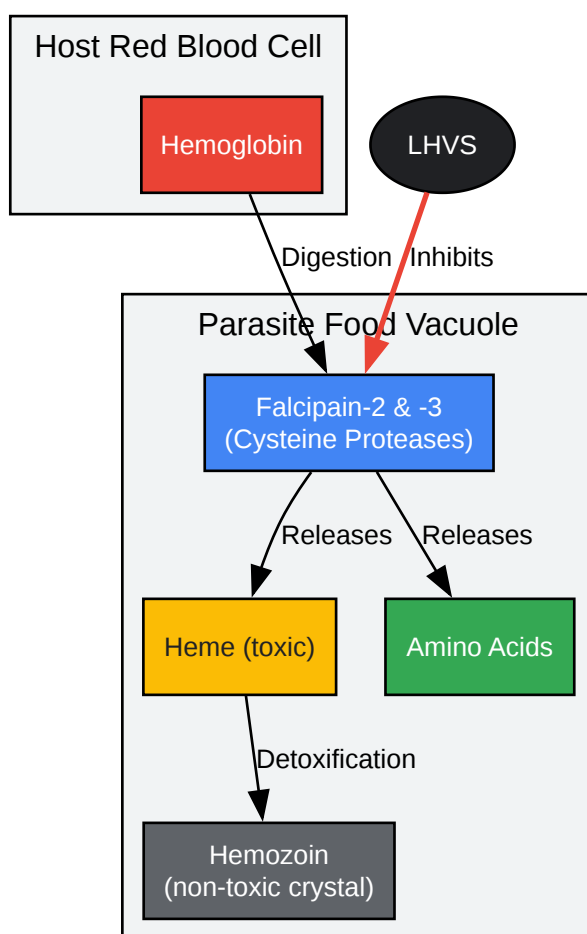 Host Red Blood Cell
Hemoglobin
LHVS
Digestion
Inhibits
Parasite Food Vacuole
Falcipain-2 & -3
(Cysteine Proteases)
Releases
Releases
Heme (toxic)
Amino Acids
Detoxification
Hemozoin
(non-toxic crystal)